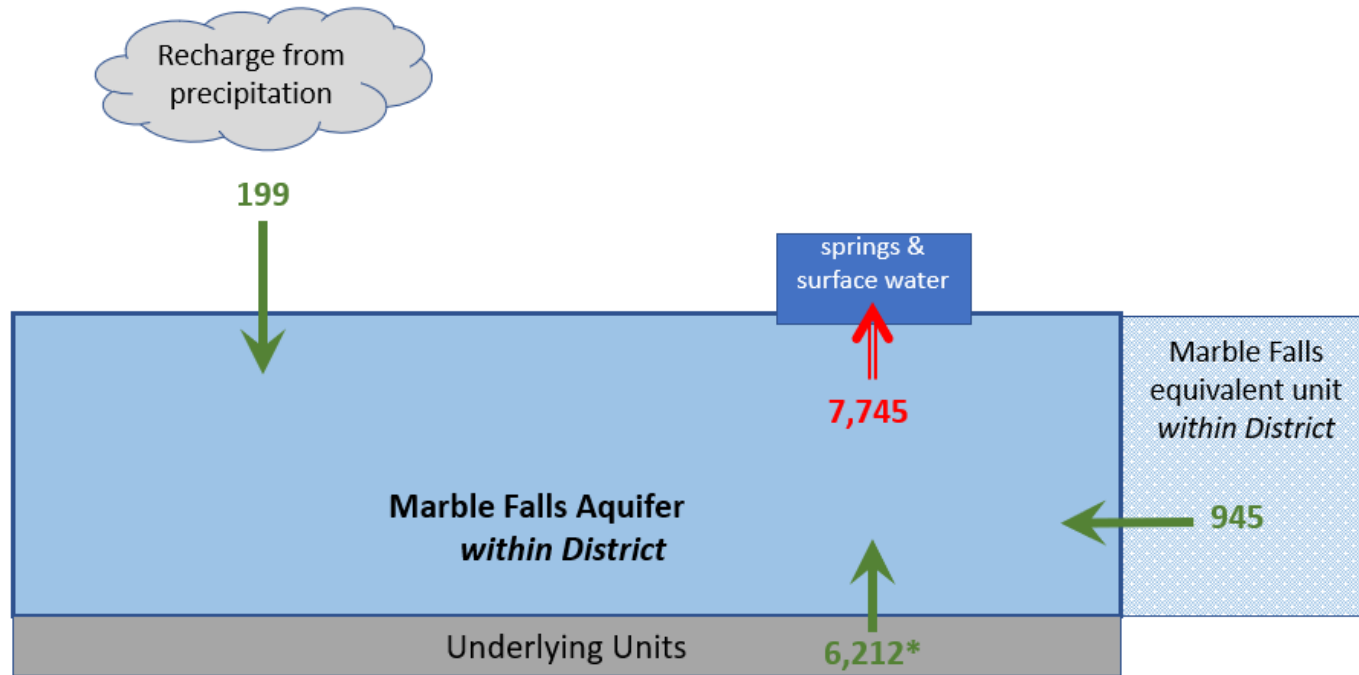 Recharge from
precipitation
199
springs &
surface water
7,745
Marble Falls
equivalent unit
within District
Marble Falls Aquifer
within District
945
Underlying Units
6,212*